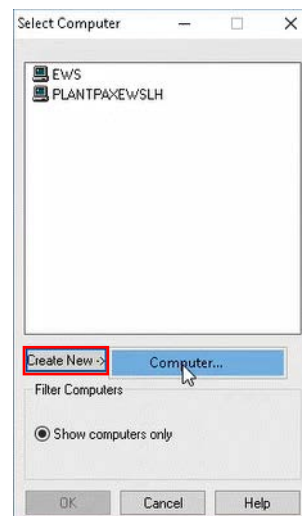 Select Computer
EWS
PLANTPAXEWSLH
Create New ->
Computer...
Filter Computers
Show computers only
OK
Cancel
Help